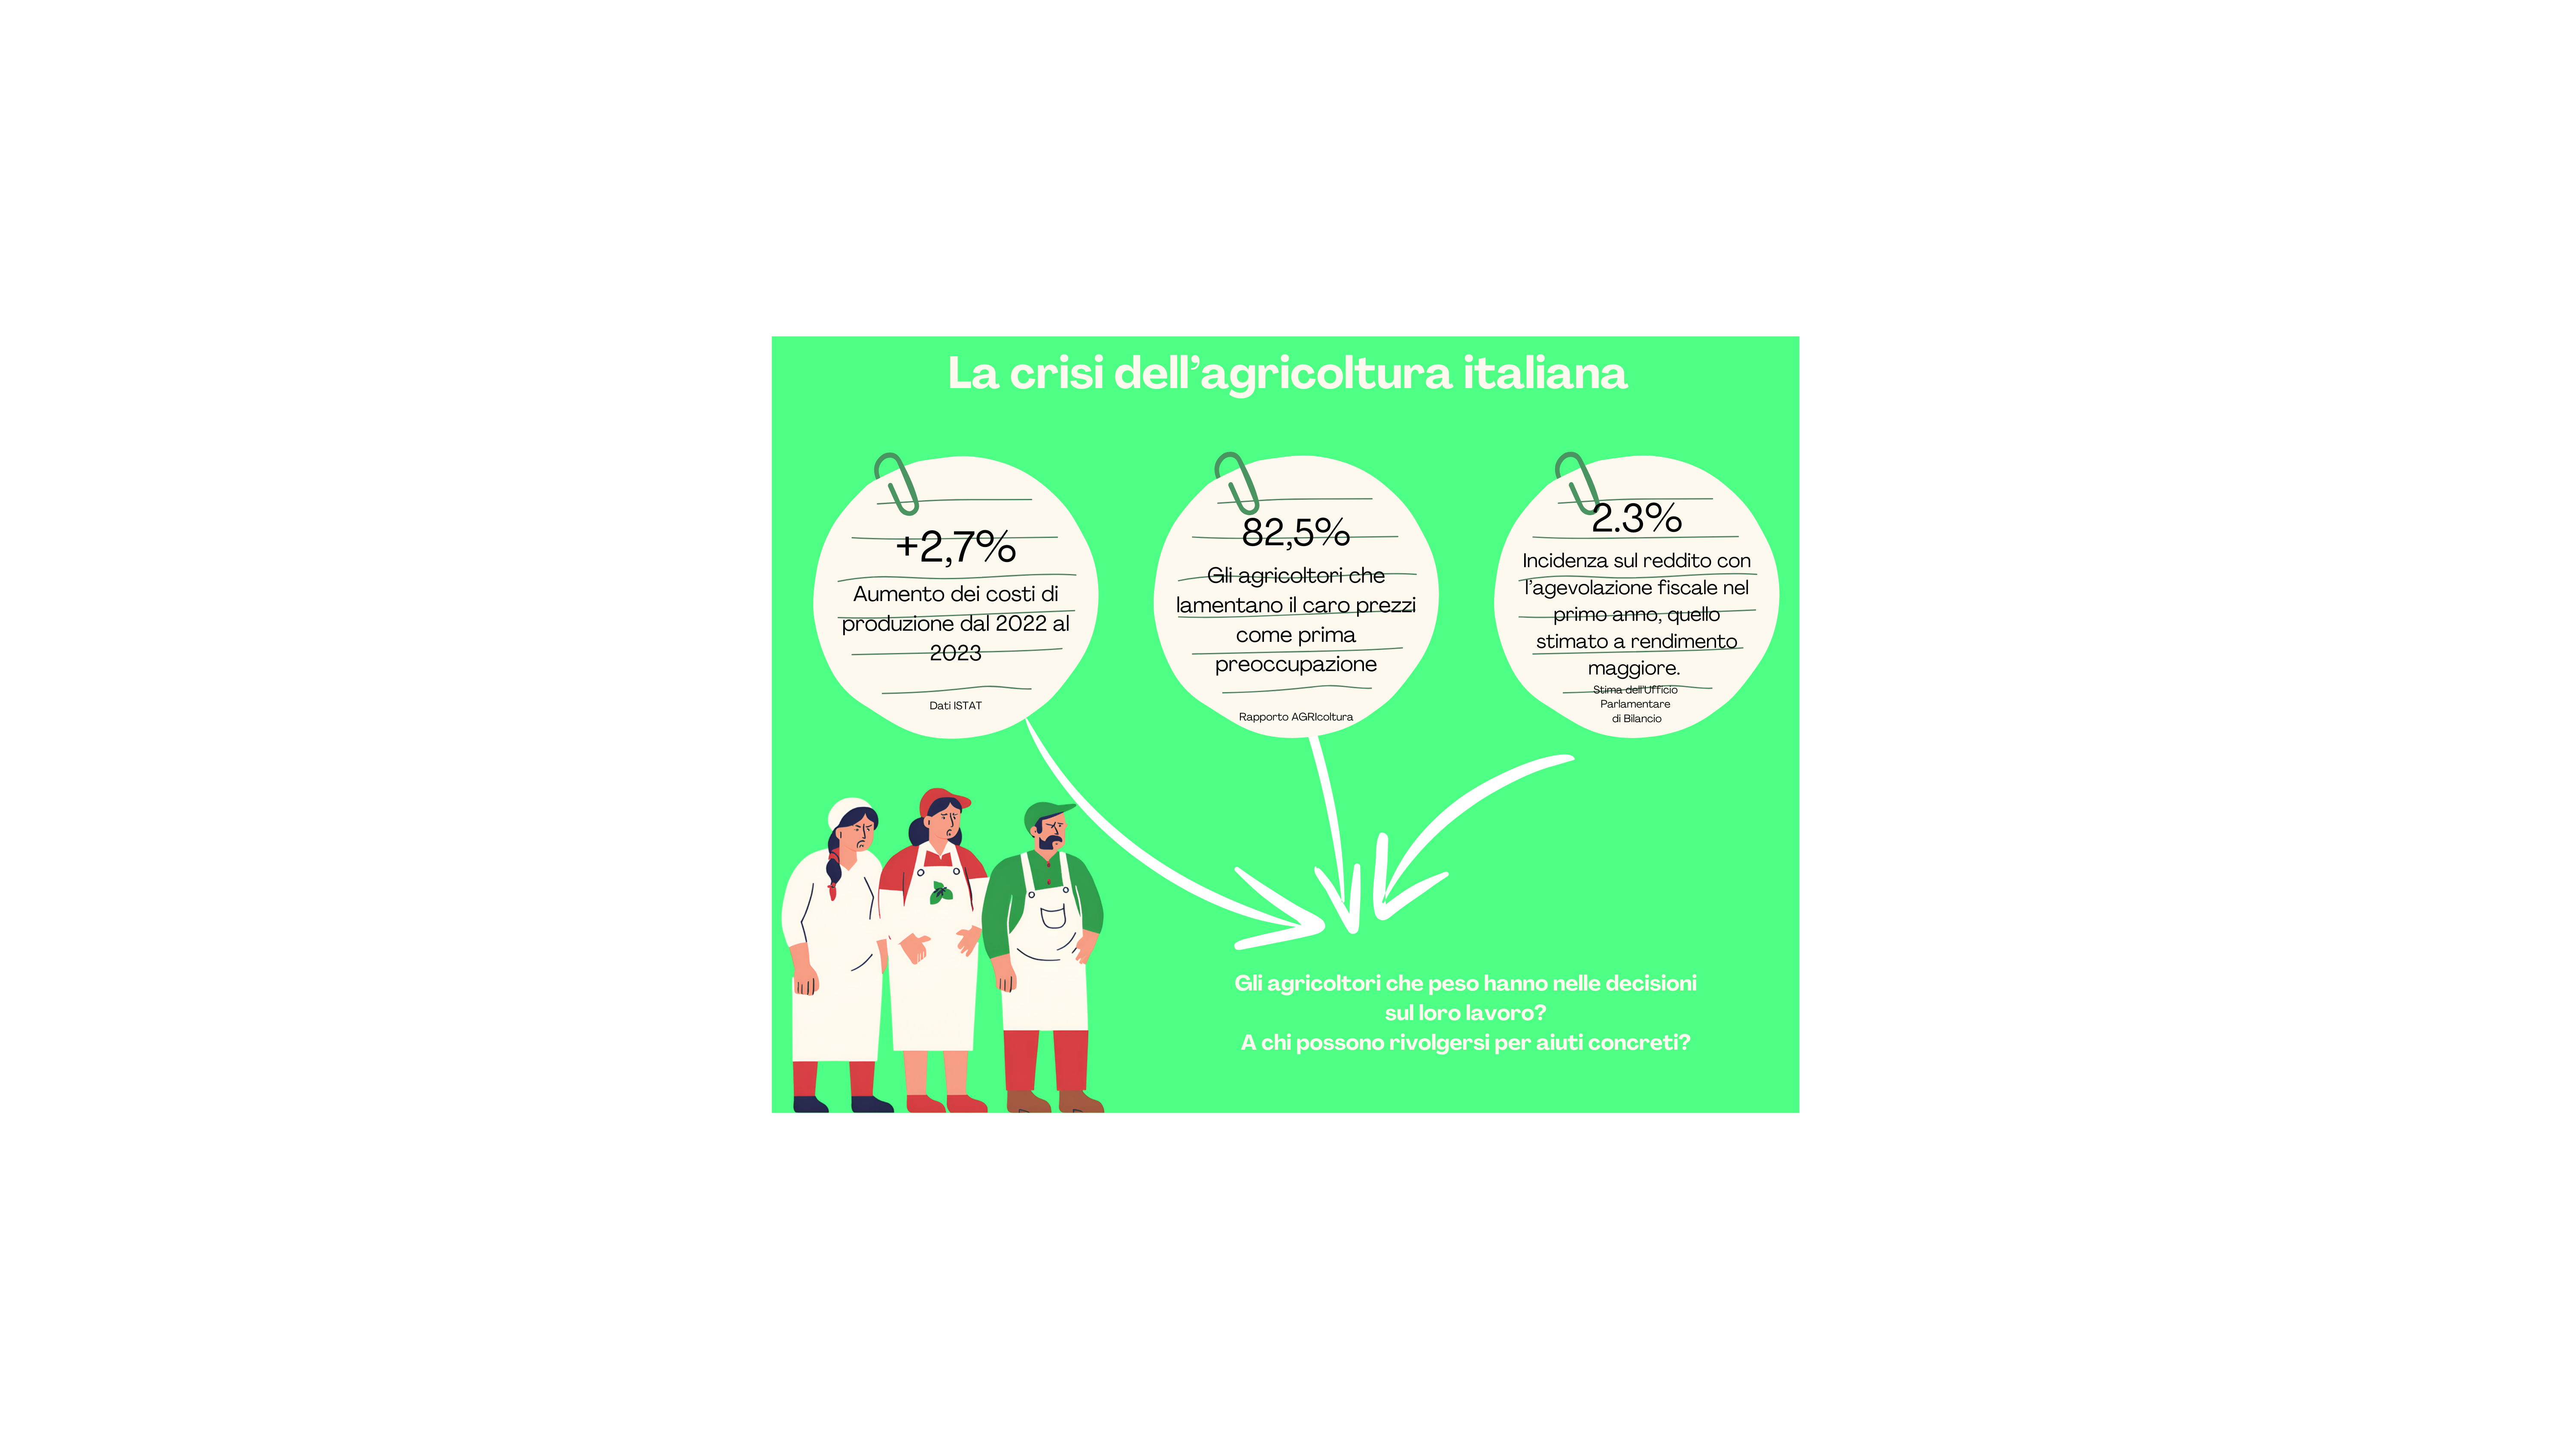 La crisi dell’agricoltura italiana
+2,7%
Aumento dei costi di
produzione dal 2022 al
2023
Dati ISTAT
82,5%
Gli agricoltori che
lamentano il caro prezzi
come prima
preoccupazione
Rapporto AGRIcoltura
2.3%
Incidenza sul reddito con
l’agevolazione fiscale nel
primo anno, quello
stimato a rendimento
maggiore.
Stima dell'Ufficio
Parlamentare
di Bilancio
Gli agricoltori che peso hanno nelle decisioni
sul loro lavoro?
A chi possono rivolgersi per aiuti concreti?